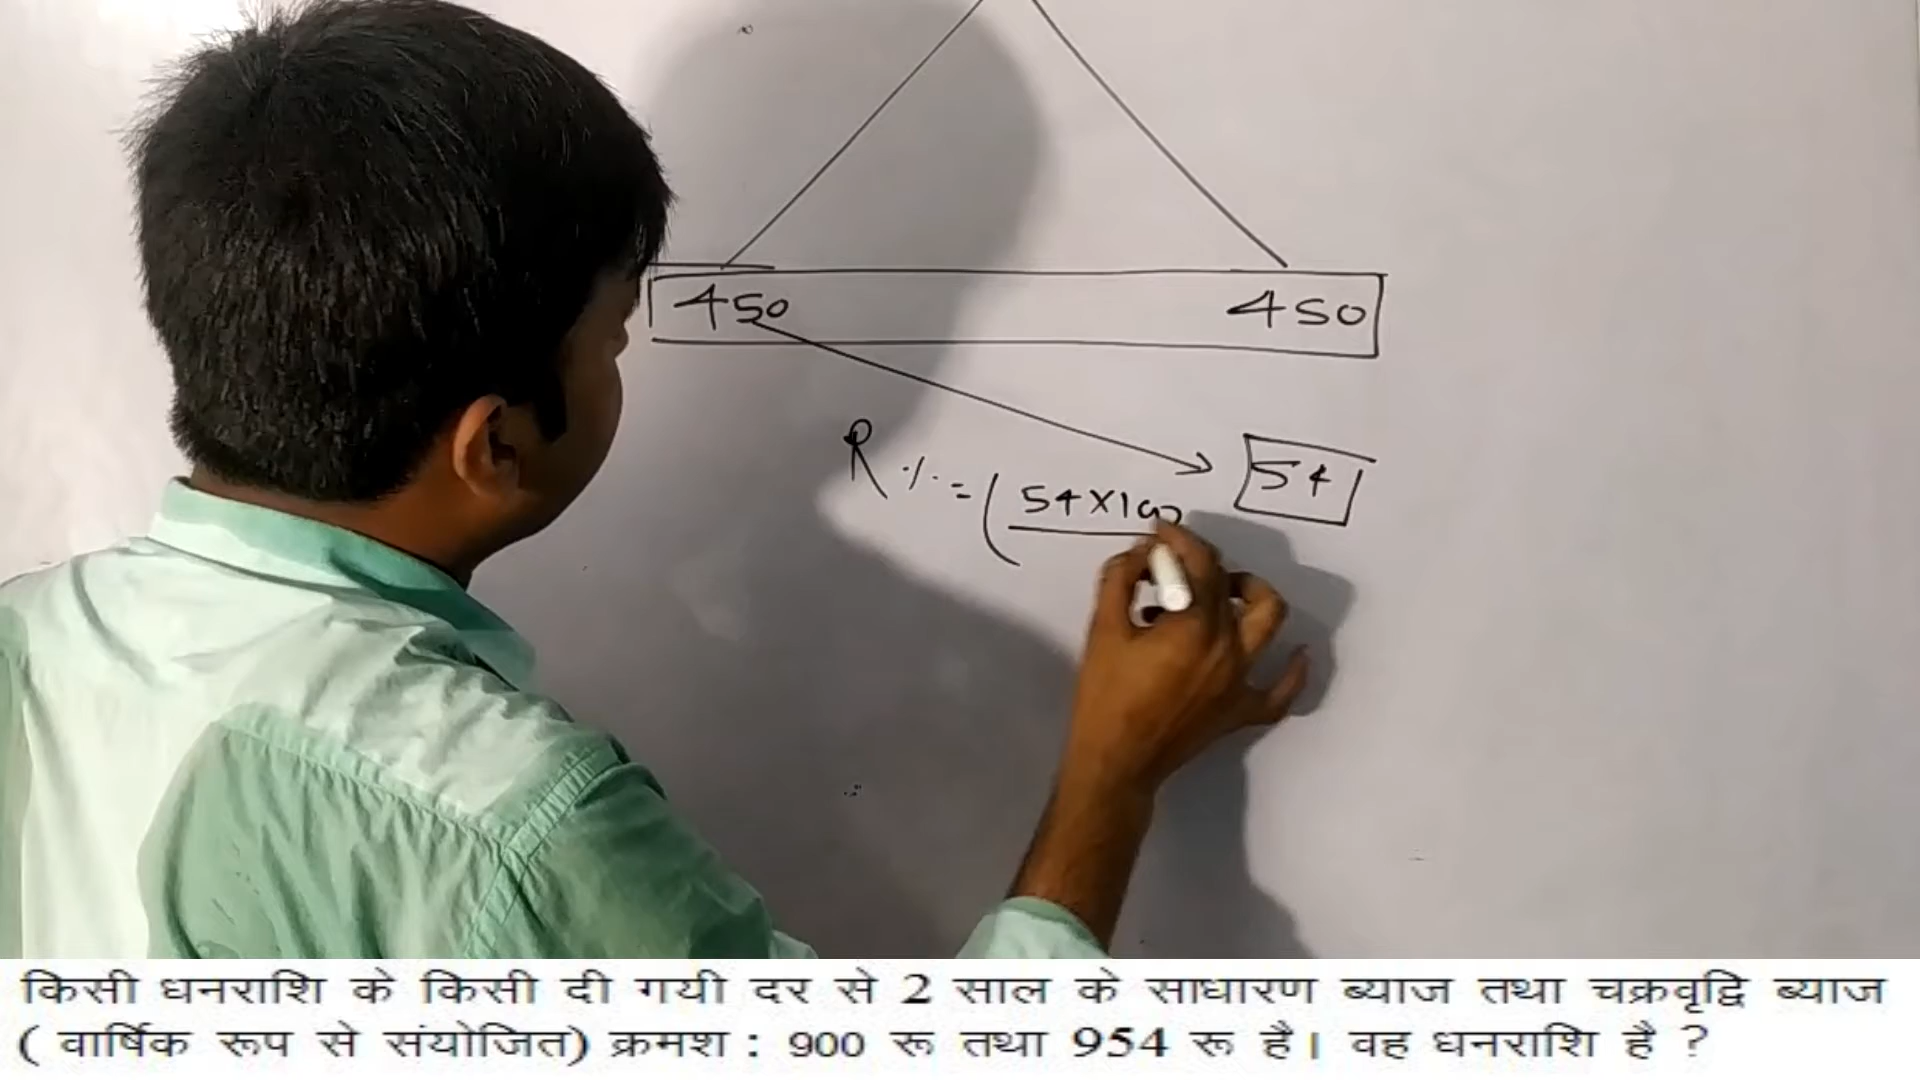 450 450
54
R % = ( 54 X 100
किसी धनराशि के किसी दी गयी दर से 2 साल के साधारण ब्याज तथा चक्रवृद्वि ब्याज
( वार्षिक रूप से संयोजित) क्रमश : 900 रू तथा 954 रू है। वह धनराशि है ?